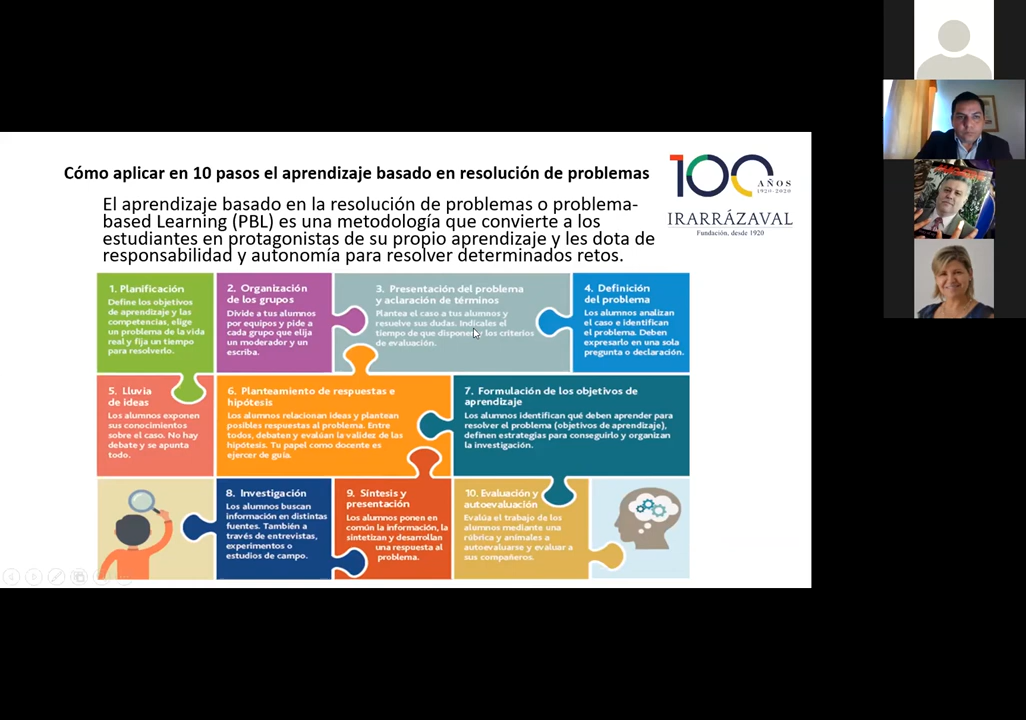 Cómo aplicar en 10 pasos el aprendizaje basado en resolución de problemas
100
AÑOS
1920-2020
IRARRÁZAVAL
Fundación, desde 1920
El aprendizaje basado en la resolución de problemas o problema-
based Learning (PBL) es una metodología que convierte a los
estudiantes en protagonistas de su propio aprendizaje y les dota de
responsabilidad y autonomía para resolver determinados retos.
1. Planificación
Define los objetivos
de aprendizaje y las
competencias, elige
un problema de la vida
real y fija un tiempo
para resolverlo.
2. Organización
de los grupos
Divide a tus alumnos
por equipos y pide a
cada grupo que elija
un moderador y un
escriba.
3. Presentación del problema
y aclaración de términos
Plantea el caso a tus alumnos y
resuelve sus dudas. Indícales el
tiempo de que disponen y los criterios
de evaluación.
4. Definición
del problema
Los alumnos analizan
el caso e identifican
el problema. Deben
expresarlo en una sola
pregunta o declaración.
5. Lluvia
de ideas
Los alumnos exponen
sus conocimientos
sobre el caso. No hay
debate y se apunta
todo.
6. Planteamiento de respuestas e
hipótesis
Los alumnos relacionan ideas y plantean
posibles respuestas al problema. Entre
todos, debaten y evalúan la validez de las
hipótesis. Tu papel como docente es
ejercer de guía.
7. Formulación de los objetivos de
aprendizaje
Los alumnos identifican qué deben aprender para
resolver el problema (objetivos de aprendizaje),
definen estrategias para conseguirlo y organizan
la investigación.
8. Investigación
Los alumnos buscan
información en distintas
fuentes. También a
través de entrevistas,
experimentos o
estudios de campo.
9. Síntesis y
presentación
Los alumnos ponen en
común la información, la
sintetizan y desarrollan
una respuesta al
problema.
10. Evaluación y
autoevaluación
Evalúa el trabajo de los
alumnos mediante una
rúbrica y anímales a
autoevaluarse y evaluar a
sus compañeros.